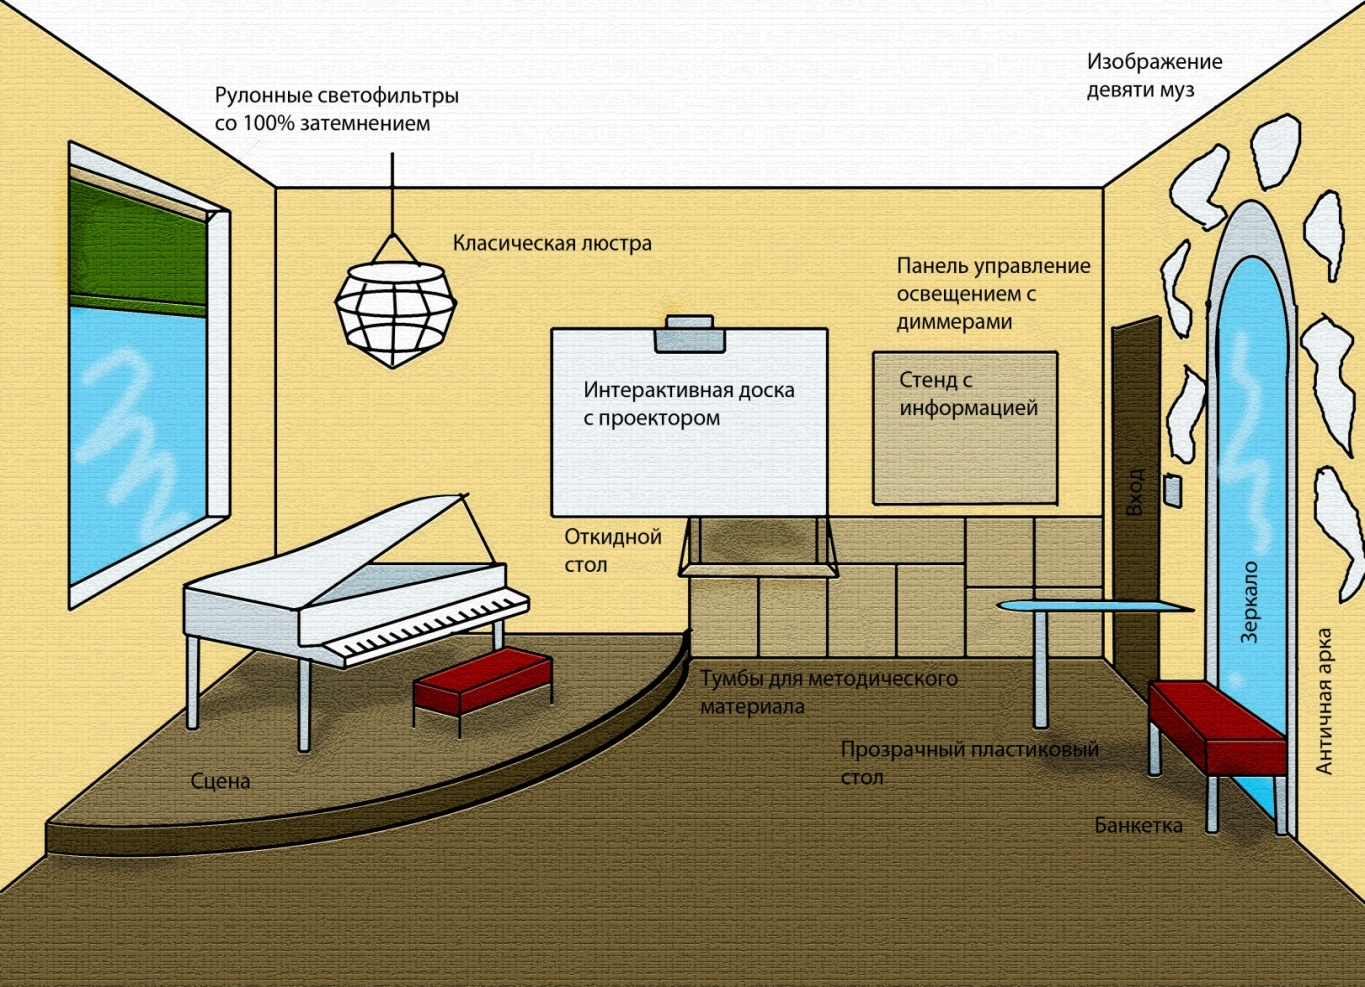 Рулонные светофильтры
со 100% затемнением
Класическая люстра
Изображение
девяти муз
Панель управление
освещением с
диммерами
Интерактивная доска
с проектором
Стенд с
информацией
Откидной
стол
Вход
Зеркало
Античная арка
Тумбы для методического
материала
Прозрачный пластиковый
стол
Сцена
Банкетка